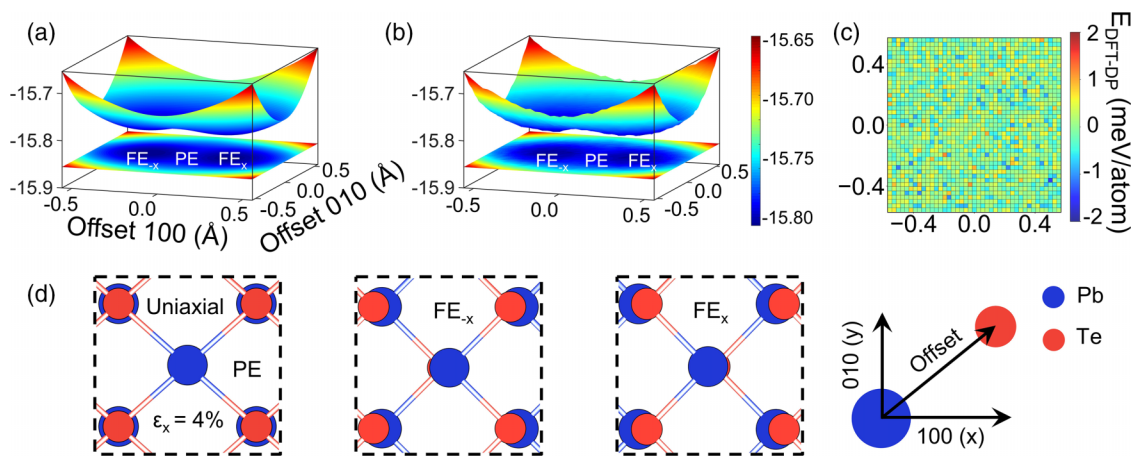 (a)
-15.7
-15.8
-15.9
FE-x PE FEx
-0.5 0.0 0.5
Offset 100 (Å)
-0.5 0.0 0.5
Offset 010 (Å)
(b)
-15.7
-15.8
-15.9
FE-x PE FEx
-0.5 0.0 0.5
-0.5 0.0 0.5
-15.65
-15.70
-15.75
-15.80
(c)
0.4
0.0
−0.4
−0.4 0.0 0.4
2
1
0
-1
-2
EDFT-DP (meV/atom)
(d)
Uniaxial
PE
εx = 4%
FE-x
FEx
010 (y)
Offset
100 (x)
Pb
Te